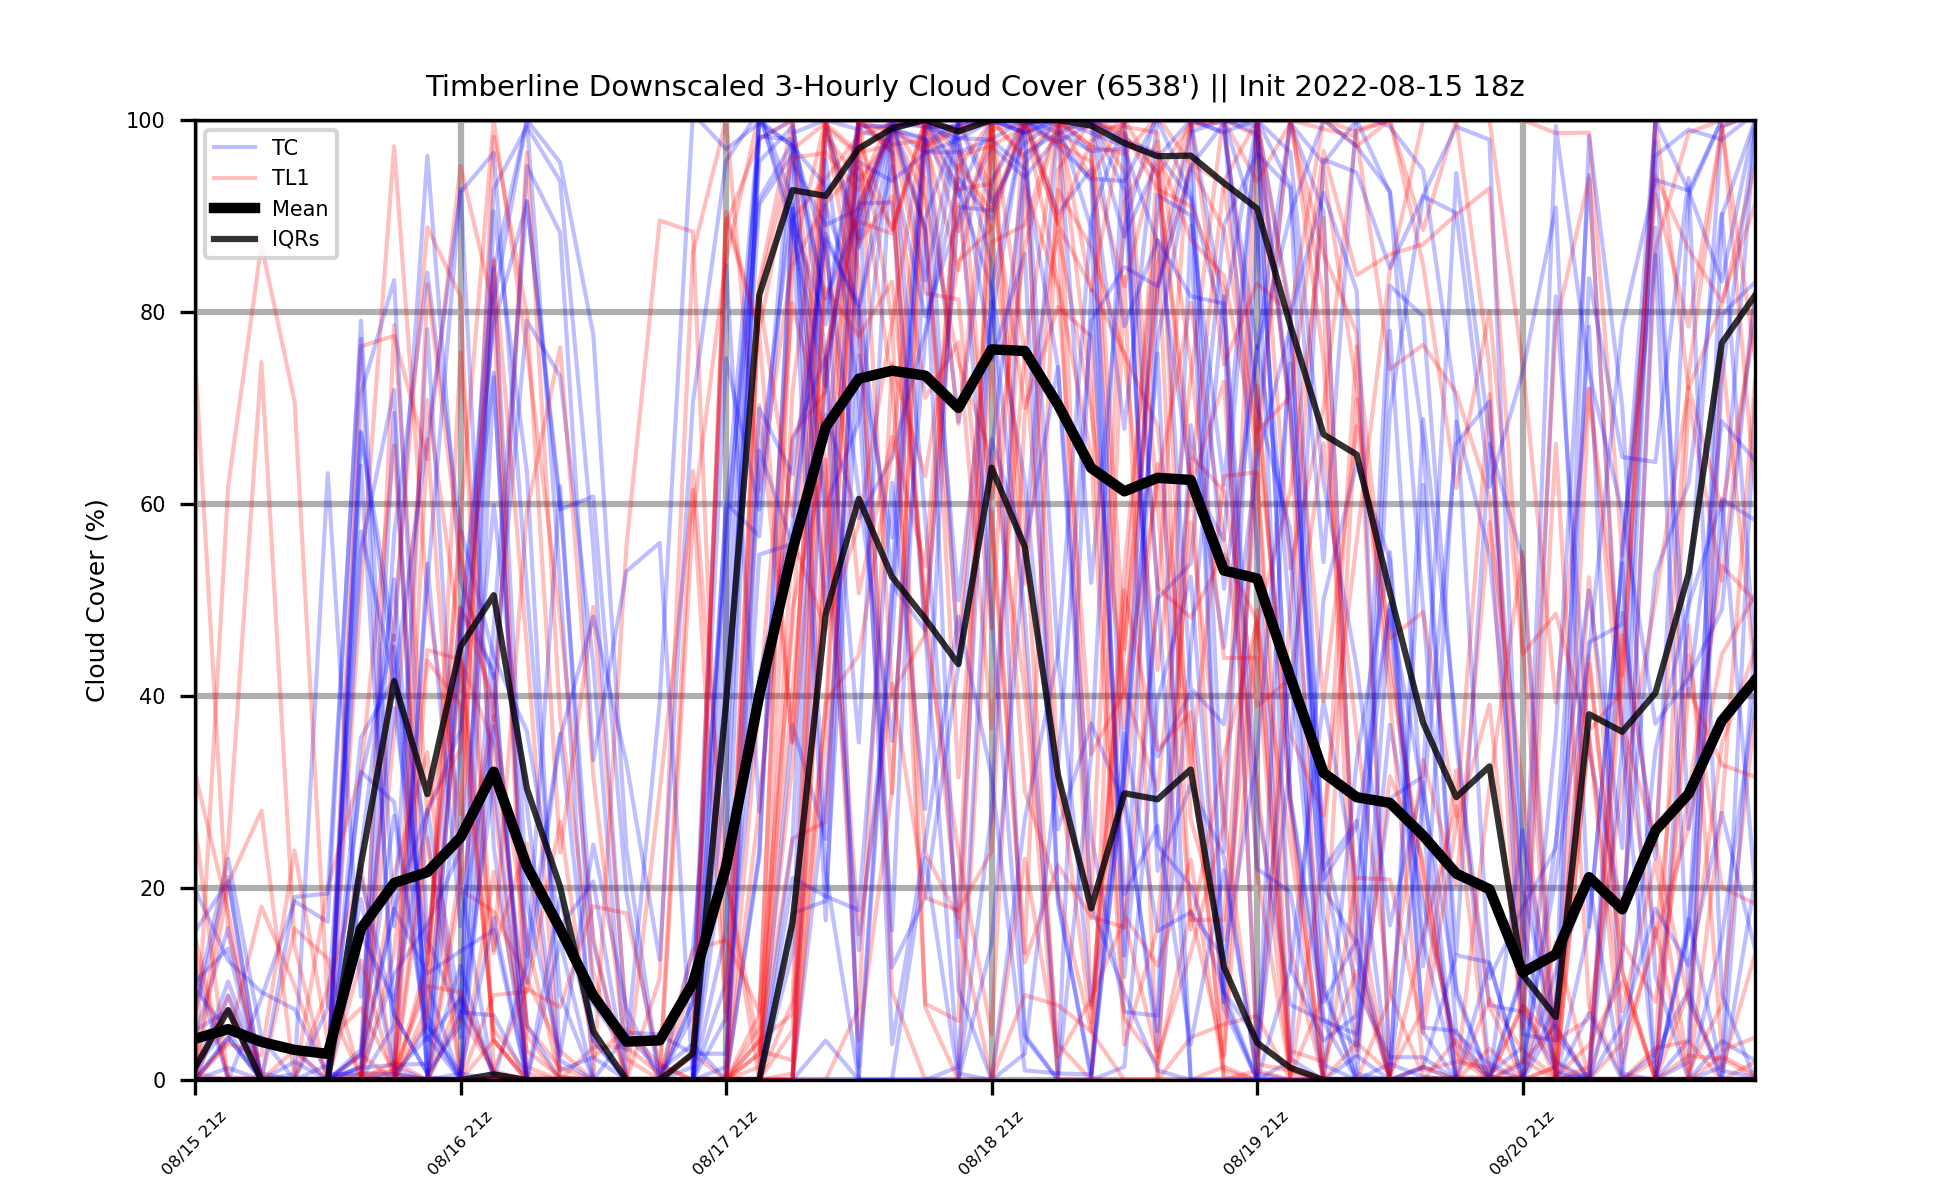 Timberline Downscaled 3-Hourly Cloud Cover (6538') || Init 2022-08-15 18z
Cloud Cover (%)
100
80
60
40
20
0
TC
TL1
Mean
IQRs
08/15 21z
08/16 21z
08/17 21z
08/18 21z
08/19 21z
08/20 21z